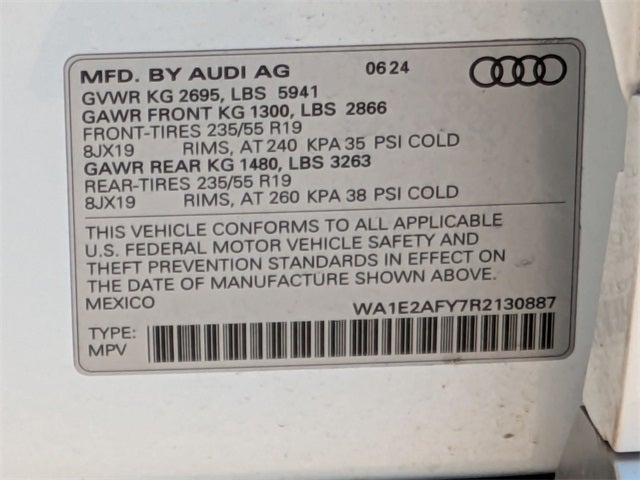 MFD. BY AUDI AG 06 24
GVWR KG 2695, LBS 5941
GAWR FRONT KG 1300, LBS 2866
FRONT-TIRES 235/55 R19
8JX19 RIMS, AT 240 KPA 35 PSI COLD
GAWR REAR KG 1480, LBS 3263
REAR-TIRES 235/55 R19
8JX19 RIMS, AT 260 KPA 38 PSI COLD
THIS VEHICLE CONFORMS TO ALL APPLICABLE
U.S. FEDERAL MOTOR VEHICLE SAFETY AND
THEFT PREVENTION STANDARDS IN EFFECT ON
THE DATE OF MANUFACTURE SHOWN ABOVE.
MEXICO WA1E2AFY7R2130887
TYPE:
MPV